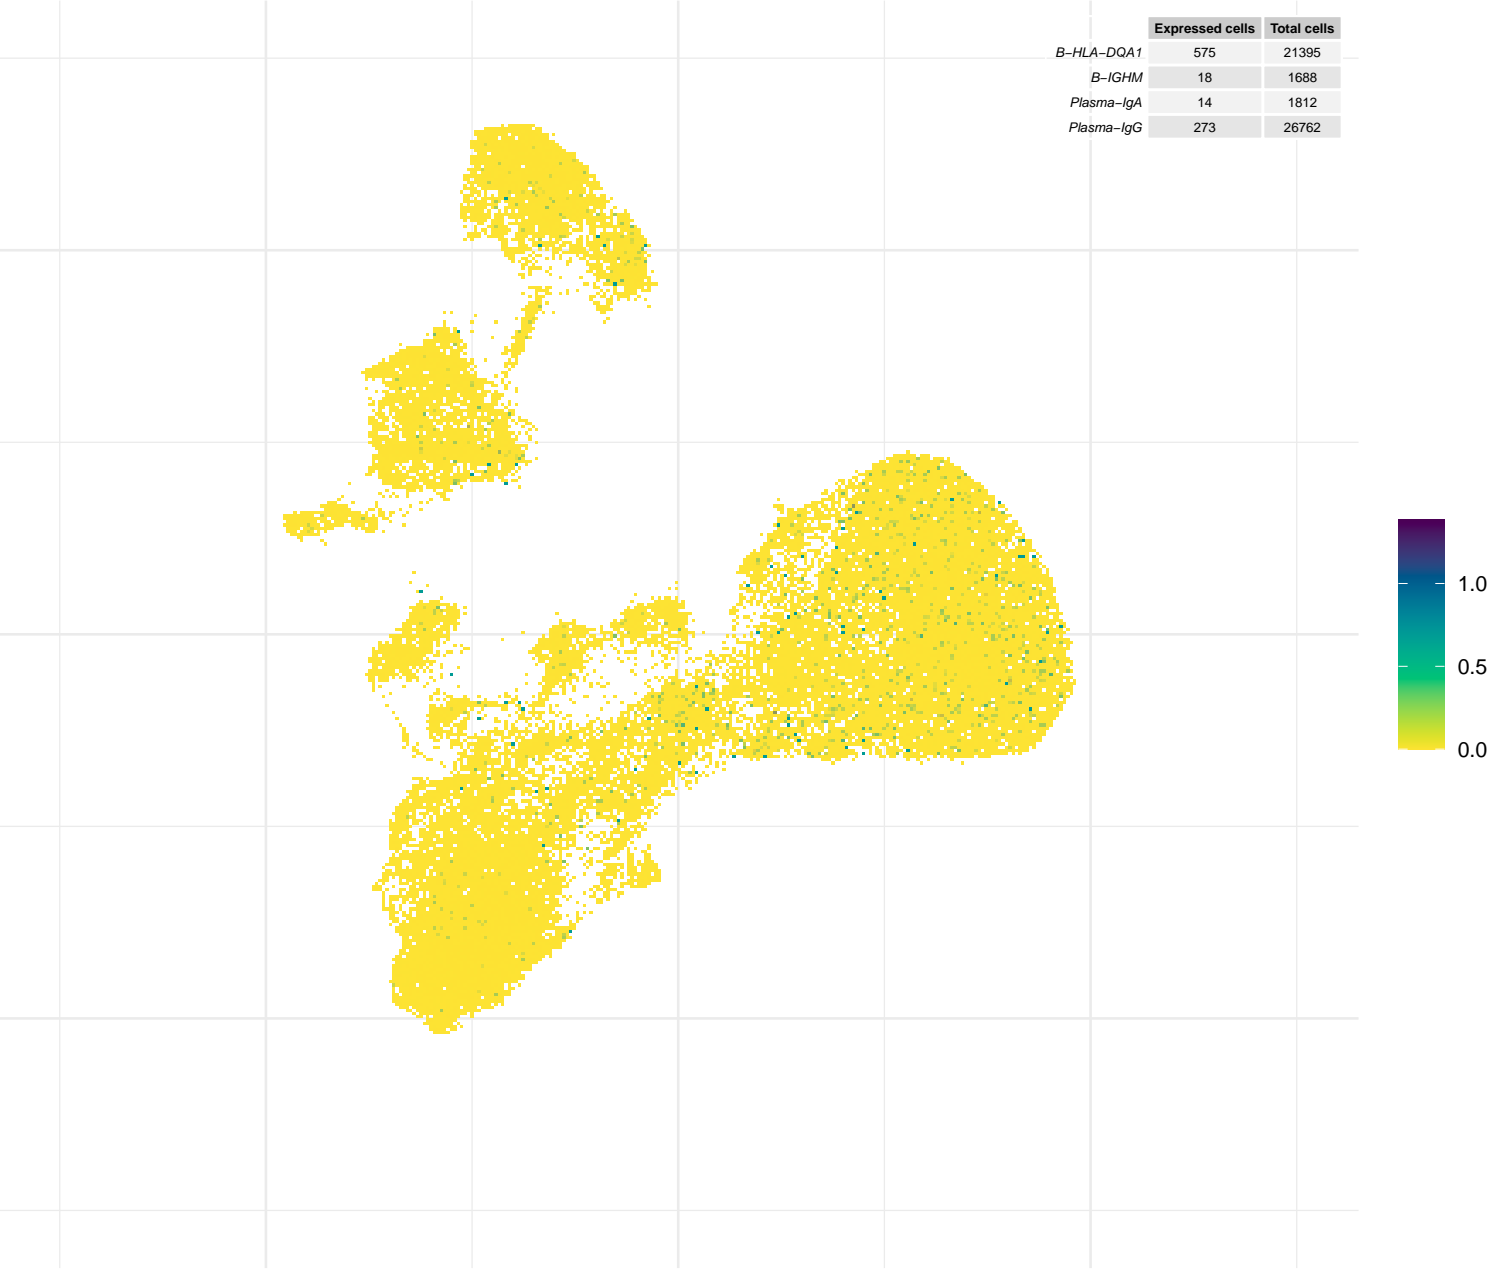 Expressed cells Total cells
B−HLA−DQA1 575 21395
B−IGHM 18 1688
Plasma−IgA 14 1812
Plasma−IgG 273 26762
1.0
0.5
0.0